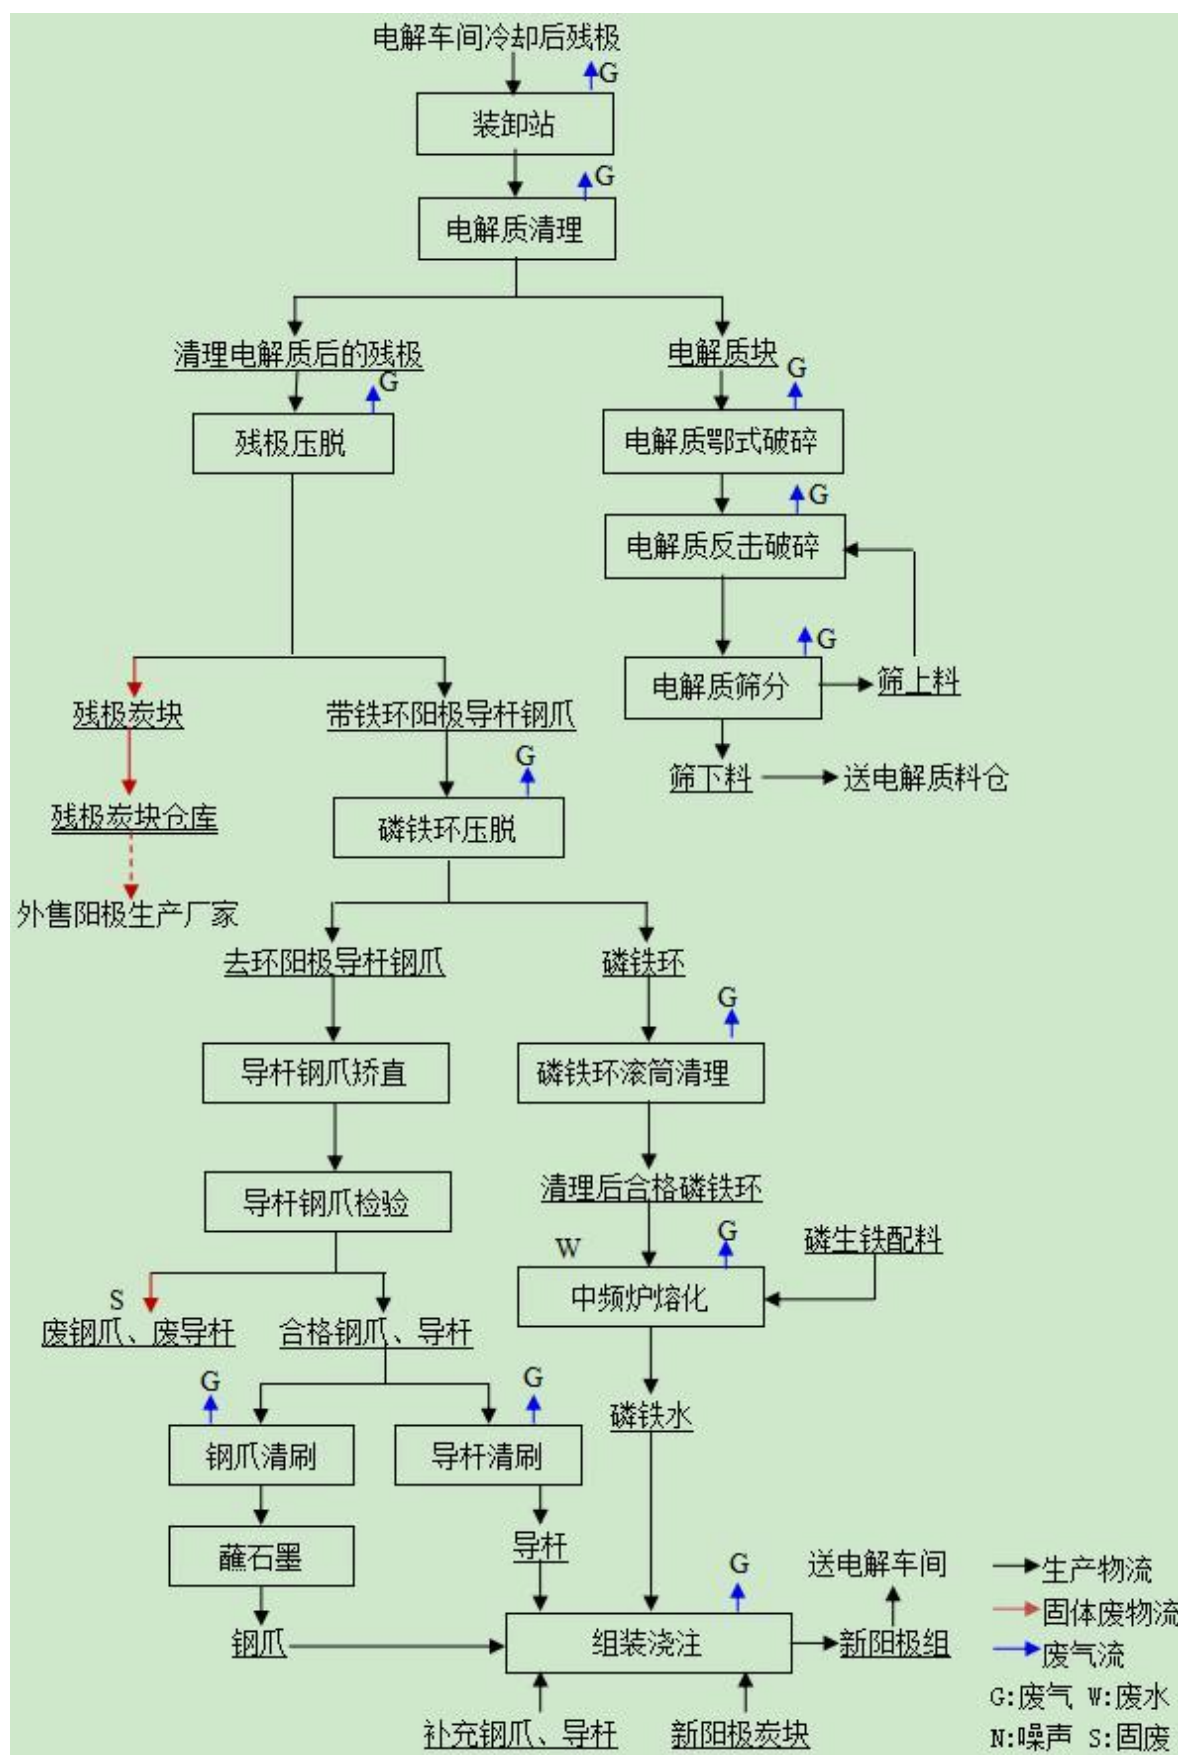 电解车间冷却后残极
G
装卸站
G
电解质清理
清理电解质后的残极
电解质块
G
G
残极压脱
电解质鄂式破碎
G
电解质反击破碎
G
电解质筛分
筛上料
残极炭块
带铁环阳极导杆钢爪
G
筛下料
送电解质料仓
残极炭块仓库
磷铁环压脱
外售阳极生产厂家
去环阳极导杆钢爪
磷铁环
G
导杆钢爪矫直
磷铁环滚筒清理
导杆钢爪检验
清理后合格磷铁环
W
G
磷生铁配料
S
中频炉熔化
废钢爪、废导杆
合格钢爪、导杆
G
G
磷铁水
钢爪清刷
导杆清刷
蘸石墨
导杆
G
送电解车间
生产物流
钢爪
组装浇注
新阳极组
固体废物流
废气流
G:废气 W:废水
补充钢爪、导杆
新阳极炭块
N:噪声 S:固废